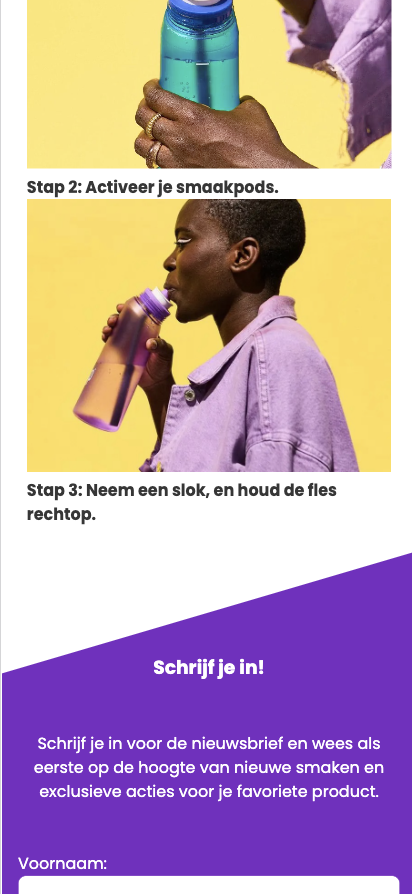 Stap 2: Activeer je smaakpods.
Stap 3: Neem een slok, en houd de fles
rechtop.
Schrijf je in!
Schrijf je in voor de nieuwsbrief en wees als
eerste op de hoogte van nieuwe smaken en
exclusieve acties voor je favoriete product.
Voornaam: